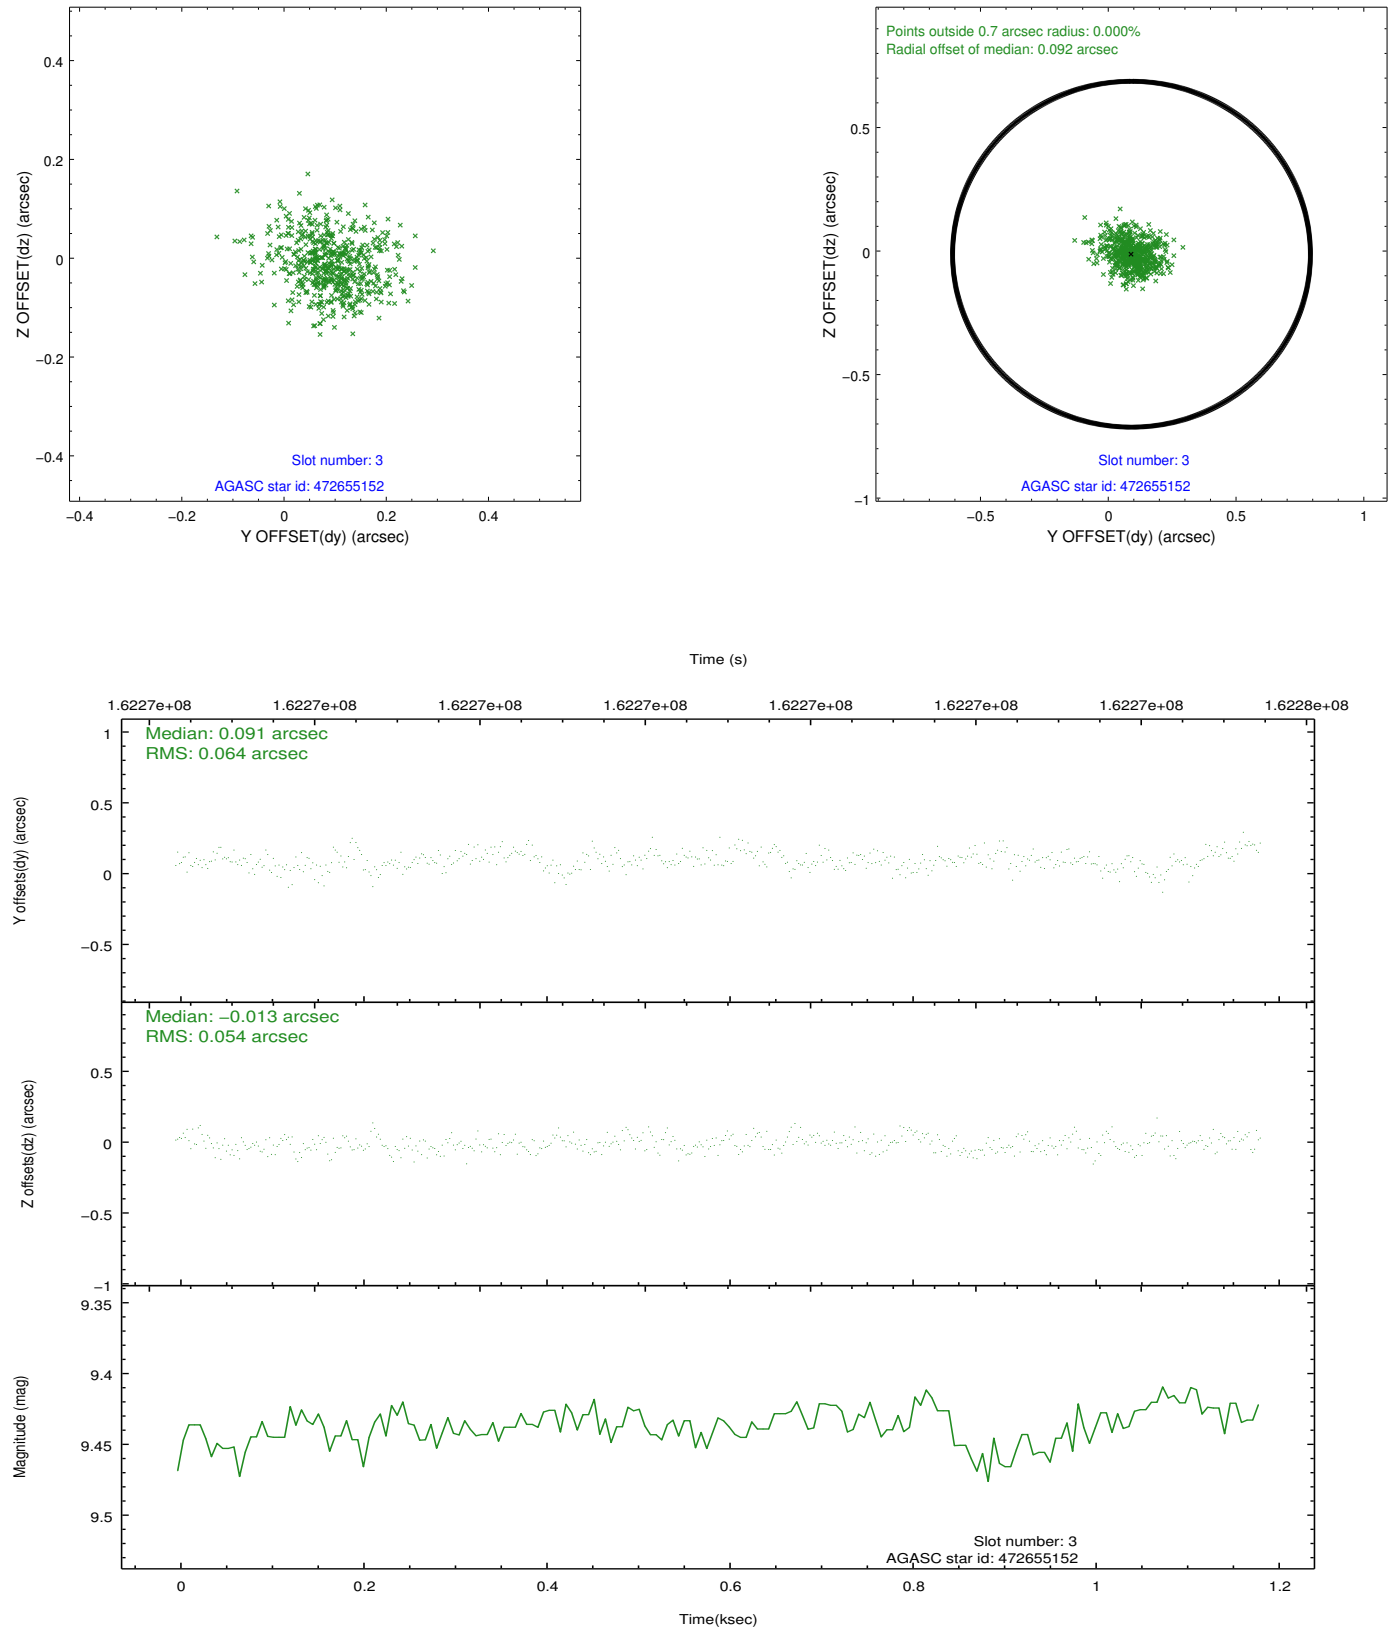 0.4
0.2
0
−0.2
−0.4
Z OFFSET(dz) (arcsec)
Slot number: 3
AGASC star id: 472655152
−0.4 −0.2 0 0.2 0.4
Y OFFSET(dy) (arcsec)
Points outside 0.7 arcsec radius: 0.000%
Radial offset of median: 0.092 arcsec
0.5
0
−0.5
−1
Z OFFSET(dz) (arcsec)
Slot number: 3
AGASC star id: 472655152
−0.5 0 0.5 1
Y OFFSET(dy) (arcsec)
Time (s)
1.6227e+08 1.6227e+08 1.6227e+08 1.6227e+08 1.6227e+08 1.6227e+08 1.6227e+08 1.6228e+08
Median: 0.091 arcsec
RMS: 0.064 arcsec
1
0.5
0
−0.5
Y offsets(dy) (arcsec)
Median: −0.013 arcsec
RMS: 0.054 arcsec
0.5
0
−0.5
−1
Z offsets(dz) (arcsec)
9.35
9.4
9.45
9.5
Magnitude (mag)
Slot number: 3
AGASC star id: 472655152
0 0.2 0.4 0.6 0.8 1 1.2
Time(ksec)